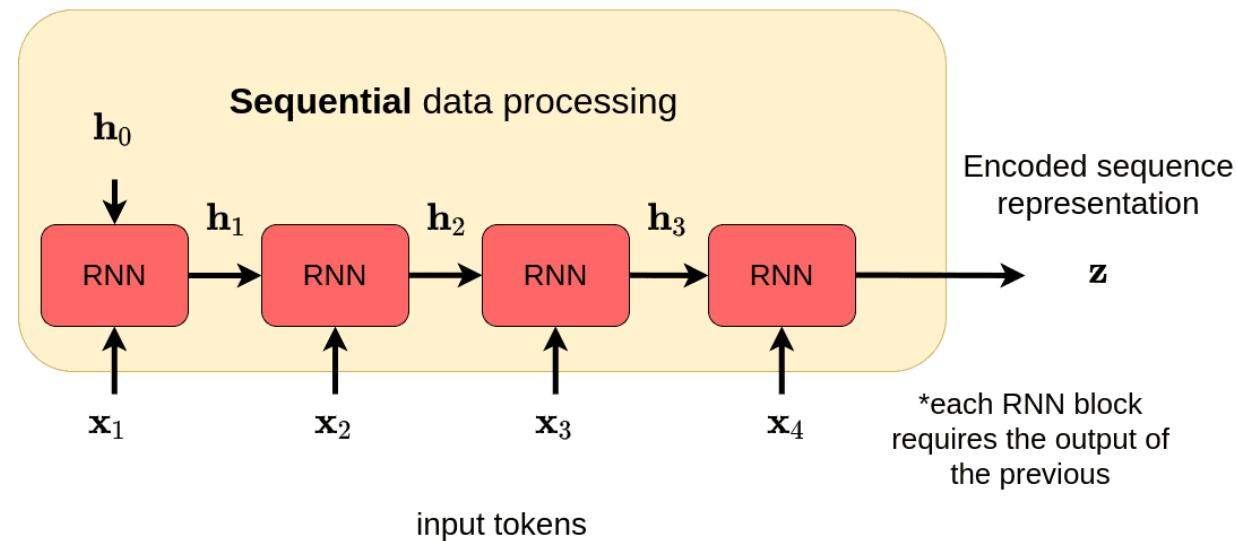 Sequential data processing
h₀
Encoded sequence
representation
h₁
h₂
h₃
RNN
RNN
RNN
RNN
z
x₁
x₂
x₃
x₄
*each RNN block
requires the output of
the previous
input tokens